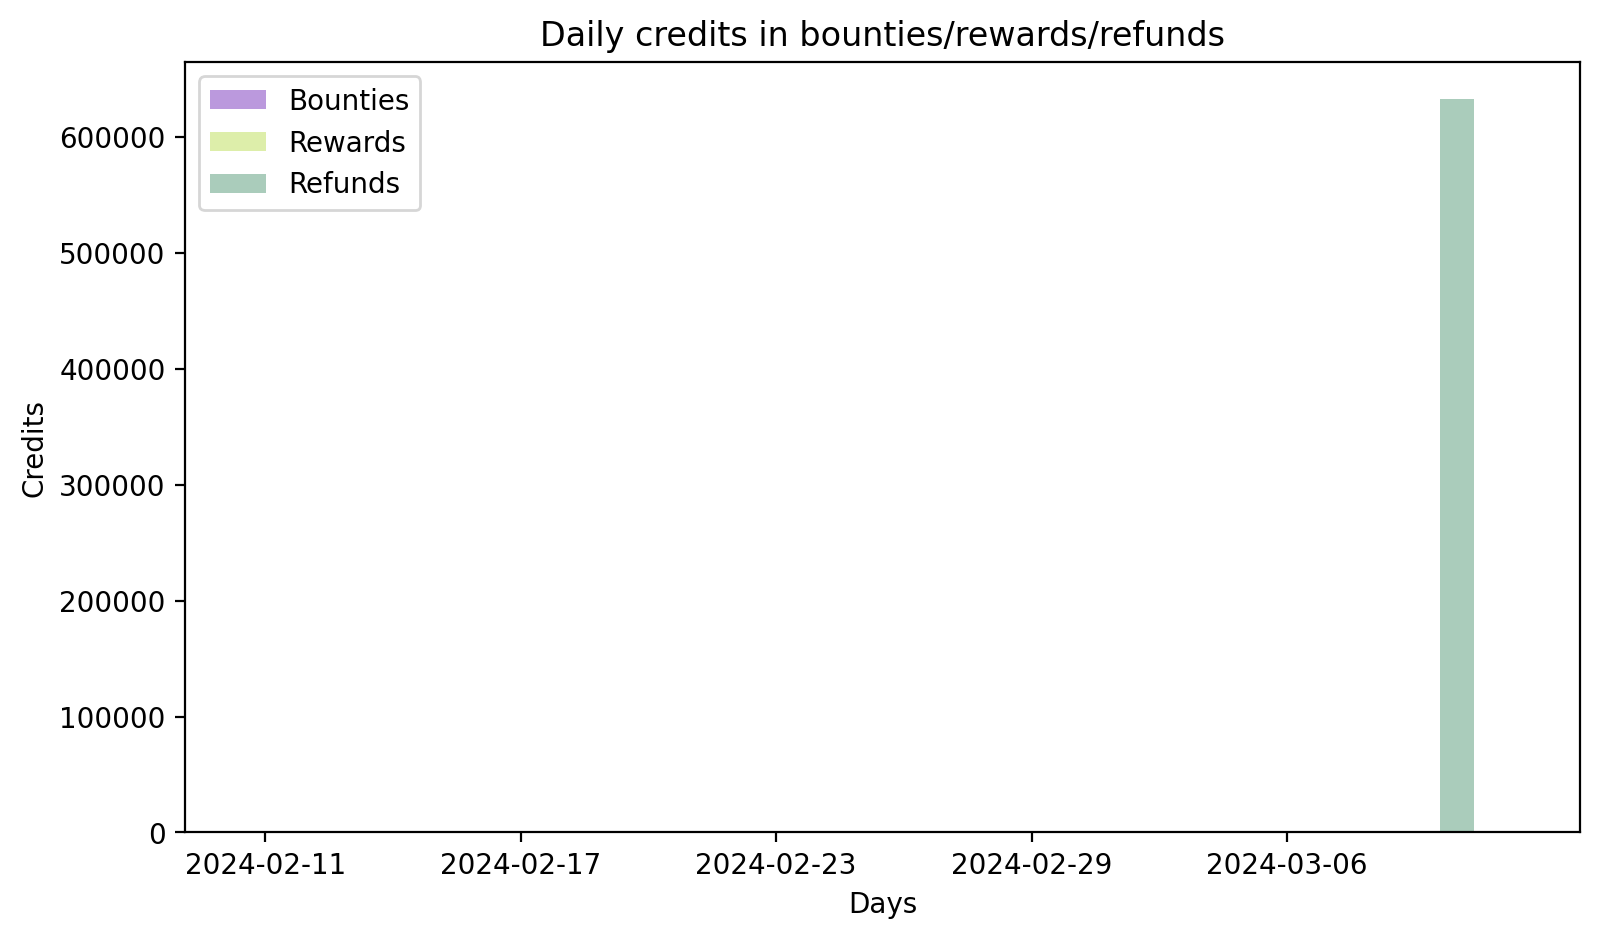 Daily credits in bounties/rewards/refunds
Bounties
Rewards
Refunds
600000
500000
400000
300000
200000
100000
0
Credits
2024-02-11
2024-02-17
2024-02-23
2024-02-29
2024-03-06
Days